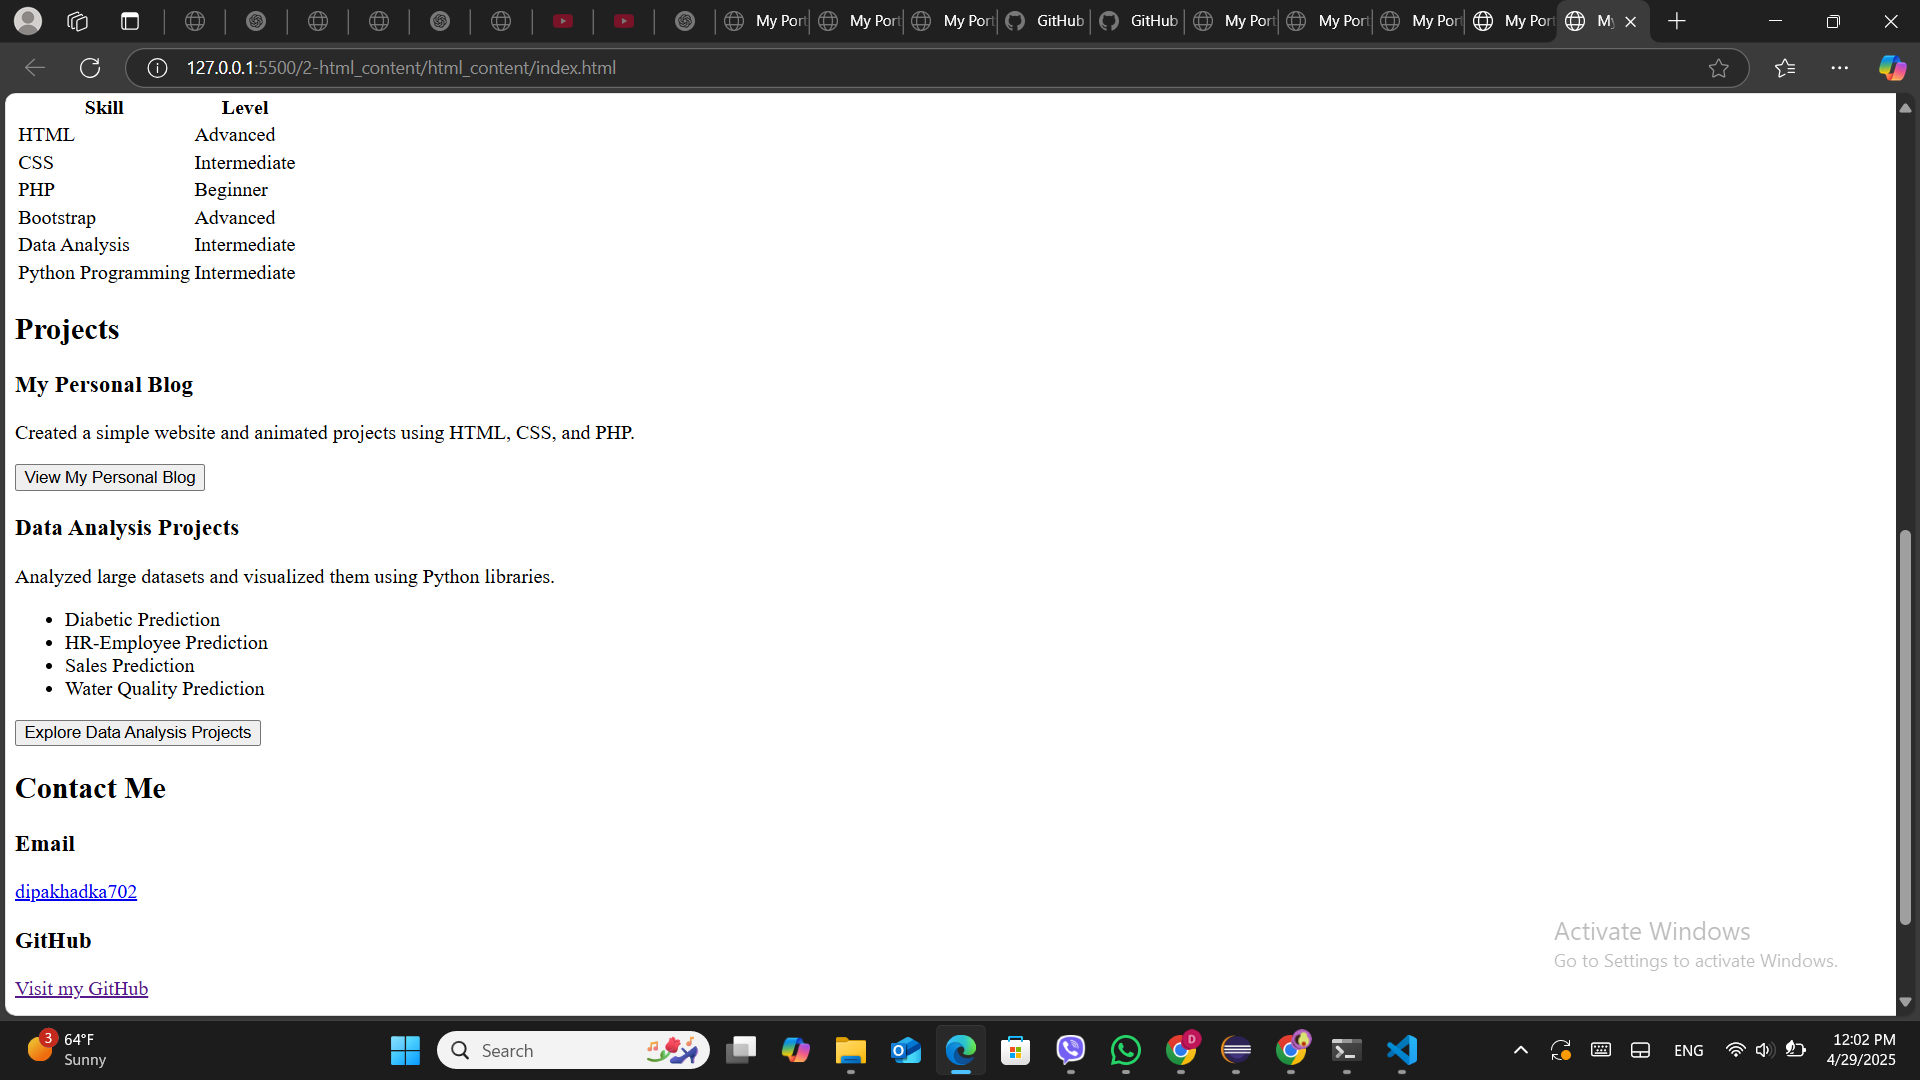 My Port
My Port
My Port
GitHub
GitHub
My Port
My Port
My Port
My Port
My
127.0.0.1:5500/2-html_content/html_content/index.html
Skill Level
HTML Advanced
CSS Intermediate
PHP Beginner
Bootstrap Advanced
Data Analysis Intermediate
Python Programming Intermediate
Projects
My Personal Blog
Created a simple website and animated projects using HTML, CSS, and PHP.
View My Personal Blog
Data Analysis Projects
Analyzed large datasets and visualized them using Python libraries.
• Diabetic Prediction
• HR-Employee Prediction
• Sales Prediction
• Water Quality Prediction
Explore Data Analysis Projects
Contact Me
Email
dipakhadka702
GitHub
Visit my GitHub
Activate Windows
Go to Settings to activate Windows.
3
64°F
Sunny
Search
D
ENG
12:02 PM
4/29/2025